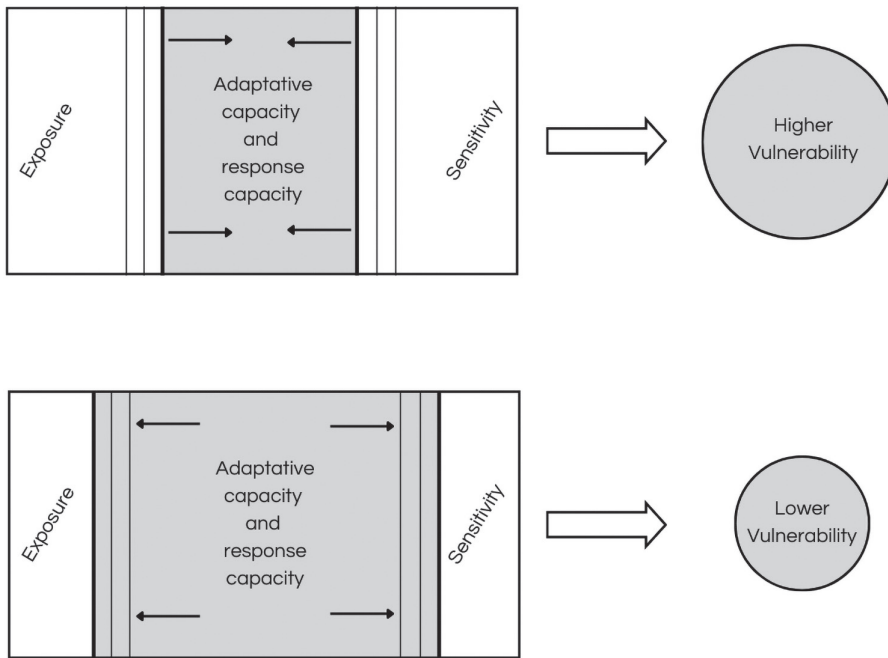 Exposure
Adaptative
capacity
and
response
capacity
Sensitivity
Higher
Vulnerability
Exposure
Adaptative
capacity
and
response
capacity
Sensitivity
Lower
Vulnerability